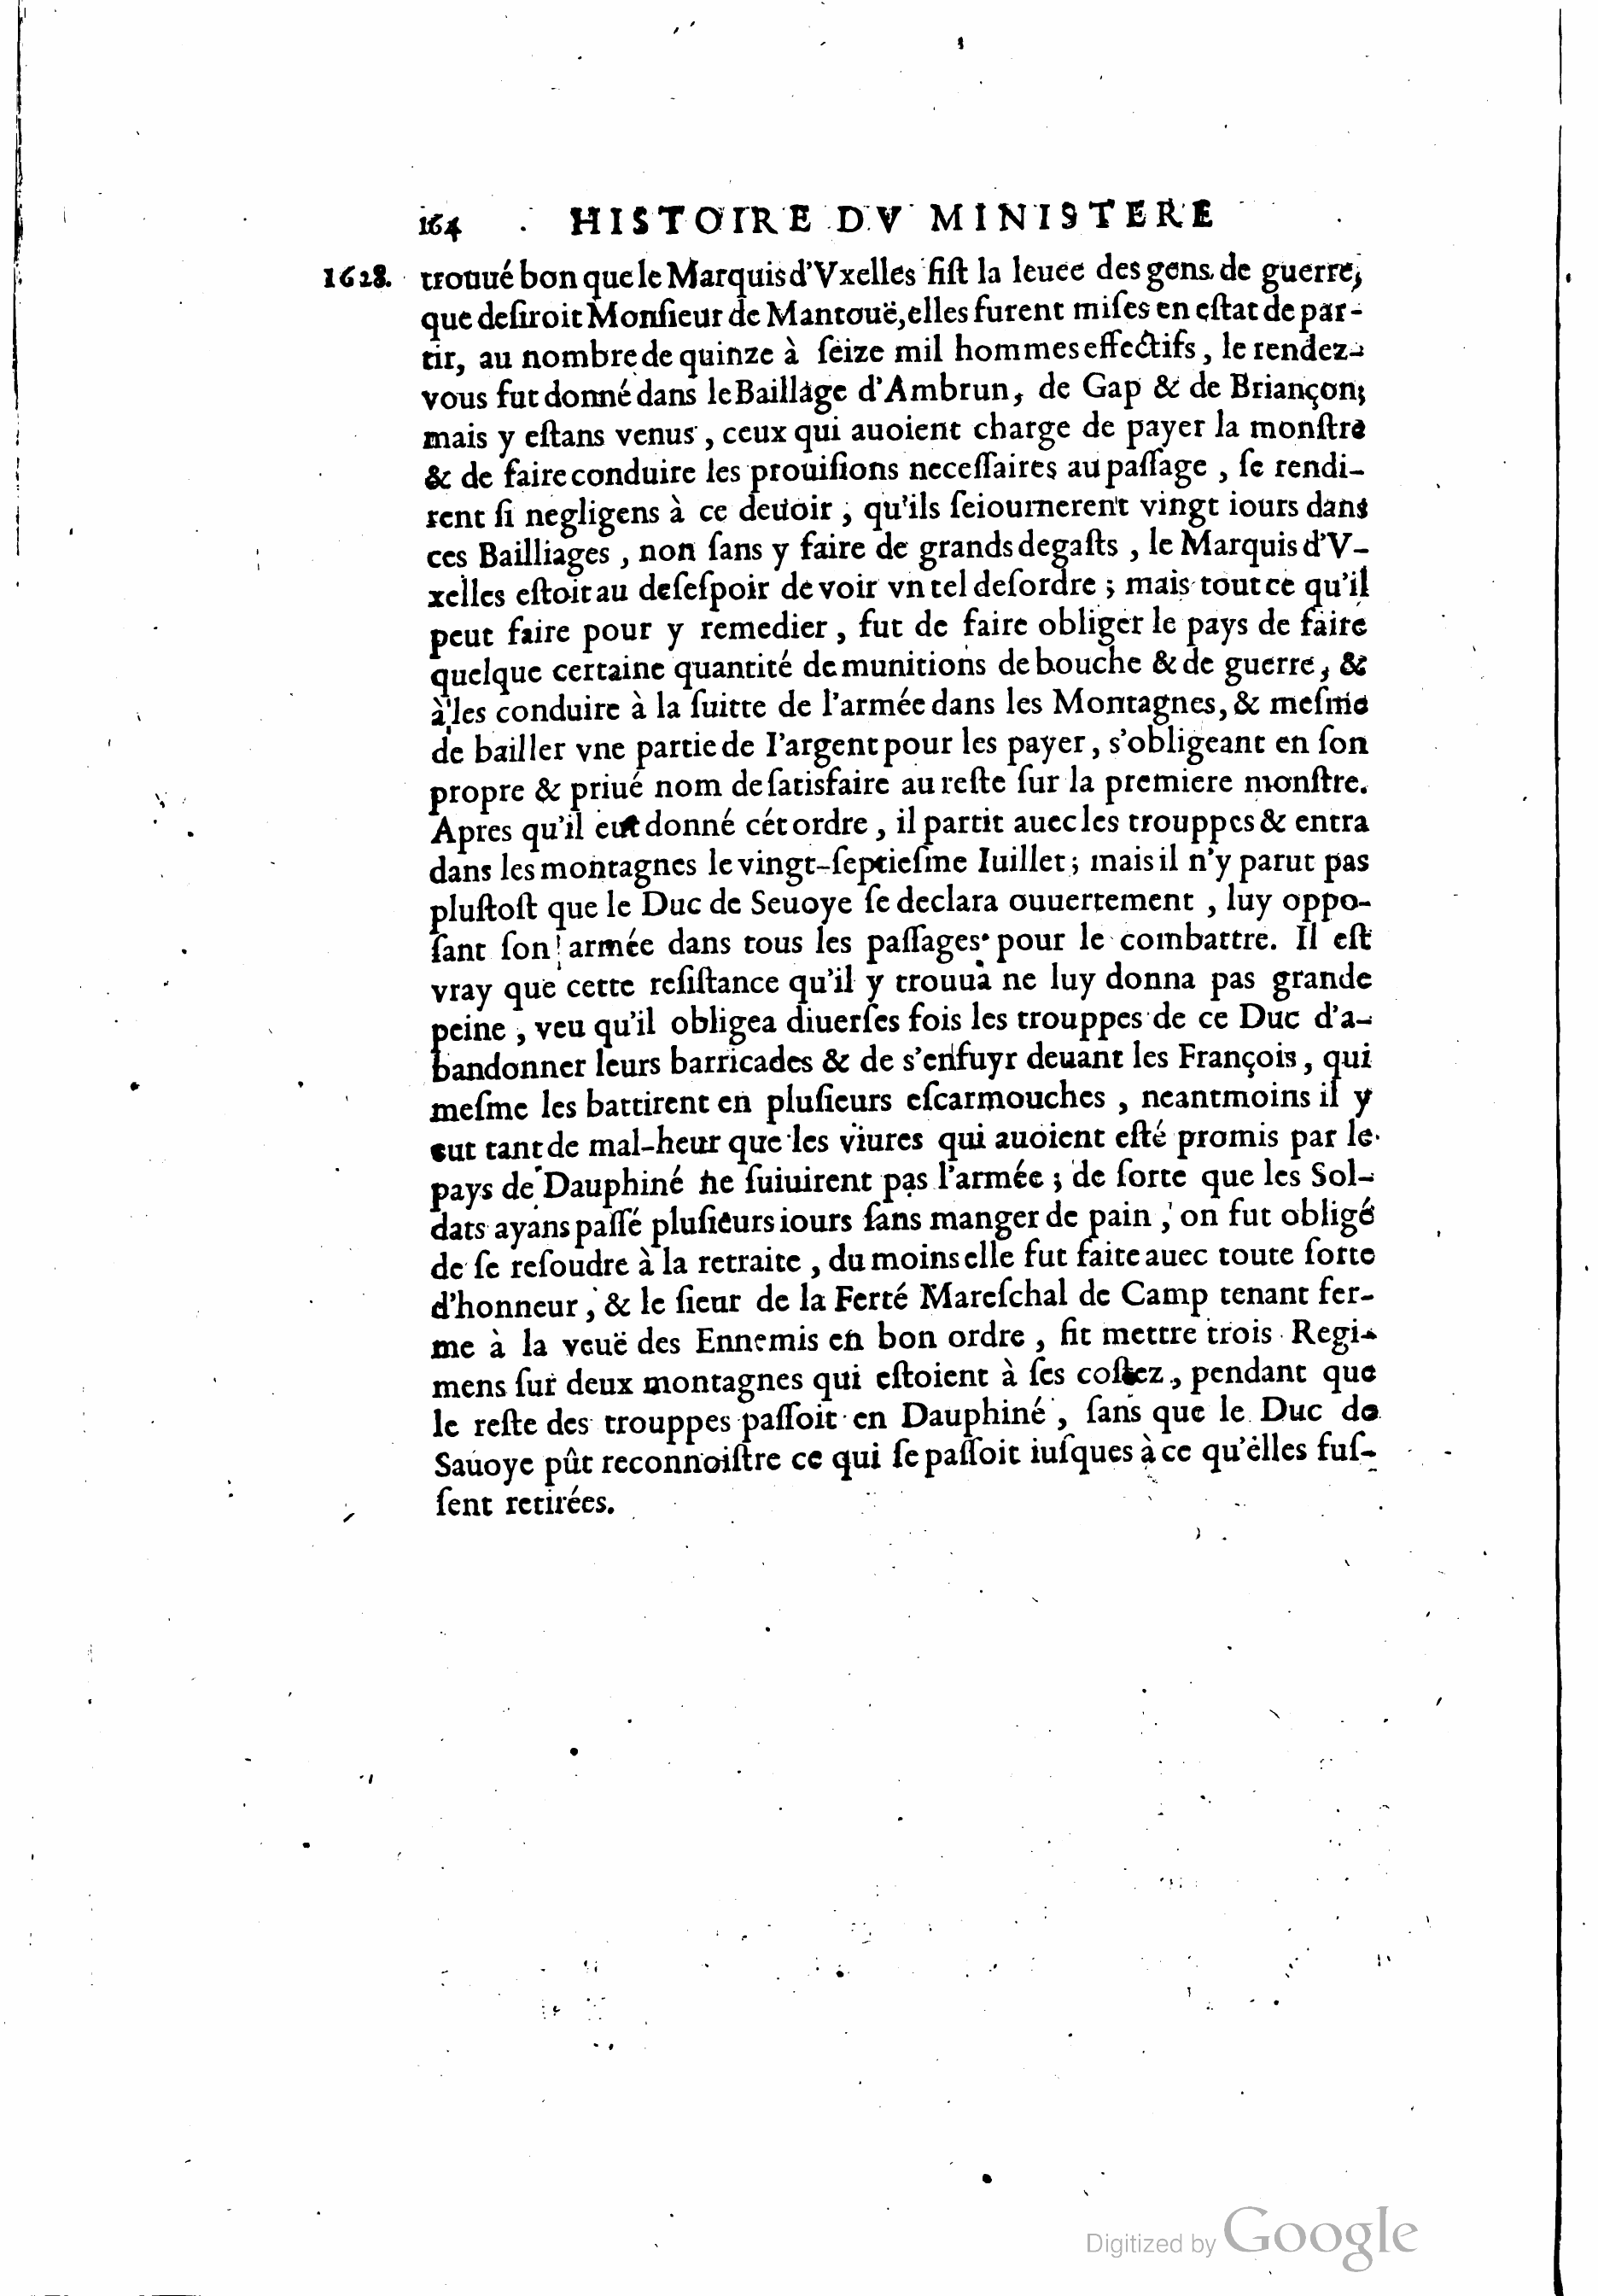 164 HISTOIRE DV MINISTERE
1628. trouué bon que le Marquis d'Vxelles fiſt la leuee des gens de guerre,
que deſiroit Monſieur de Mantouë, elles furent miſes en eſtat de par-
tir, au nombre de quinze à ſeize mil hommes effectifs, le rendez-
vous fut donné dans le Baillage d'Ambrun, de Gap & de Briançon;
mais y eſtans venus, ceux qui auoient charge de payer la monſtre
& de faire conduire les prouiſions neceſſaires au paſſage, ſe rendi-
rent ſi negligens à ce deuoir, qu'ils ſeiournerent vingt iours dans
ces Bailliages, non ſans y faire de grands degaſts, le Marquis d'V-
xelles eſtoit au deſeſpoir de voir vn tel deſordre; mais tout ce qu'il
peut faire pour y remedier, fut de faire obliger le pays de faire
quelque certaine quantité de munitions de bouche & de guerre, &
à les conduire à la ſuitte de l'armée dans les Montagnes, & meſme
de bailler vne partie de l'argent pour les payer, s'obligeant en ſon
propre & priué nom de ſatisfaire au reſte ſur la premiere monſtre.
Apres qu'il eut donné cét ordre, il partit auec les trouppes & entra
dans les montagnes le vingt-ſeptieſme Iuillet; mais il n'y parut pas
pluſtoſt que le Duc de Seuoye ſe declara ouuertement, luy oppo-
ſant ſon armée dans tous les paſſages pour le combattre. Il eſt
vray que cette reſiſtance qu'il y trouua ne luy donna pas grande
peine, veu qu'il obligea diuerſes fois les trouppes de ce Duc d'a-
bandonner leurs barricades & de s'enfuyr deuant les François, qui
meſme les battirent en pluſieurs eſcarmouches, neantmoins il y
eut tant de mal-heur que les viures qui auoient eſté promis par le
pays de Dauphiné ne ſuiuirent pas l'armée; de ſorte que les Sol-
dats ayans paſſé pluſieurs iours ſans manger de pain, on fut obligé
de ſe reſoudre à la retraite, du moins elle fut faite auec toute ſorte
d'honneur, & le ſieur de la Ferté Mareſchal de Camp tenant fer-
me à la veuë des Ennemis en bon ordre, fit mettre trois Regi-
mens ſur deux montagnes qui eſtoient à ſes coſtez, pendant que
le reſte des trouppes paſſoit en Dauphiné, ſans que le Duc de
Sauoye pût reconnoiſtre ce qui ſe paſſoit iuſques à ce qu'elles fuſ-
ſent retirées.
Digitized by Google